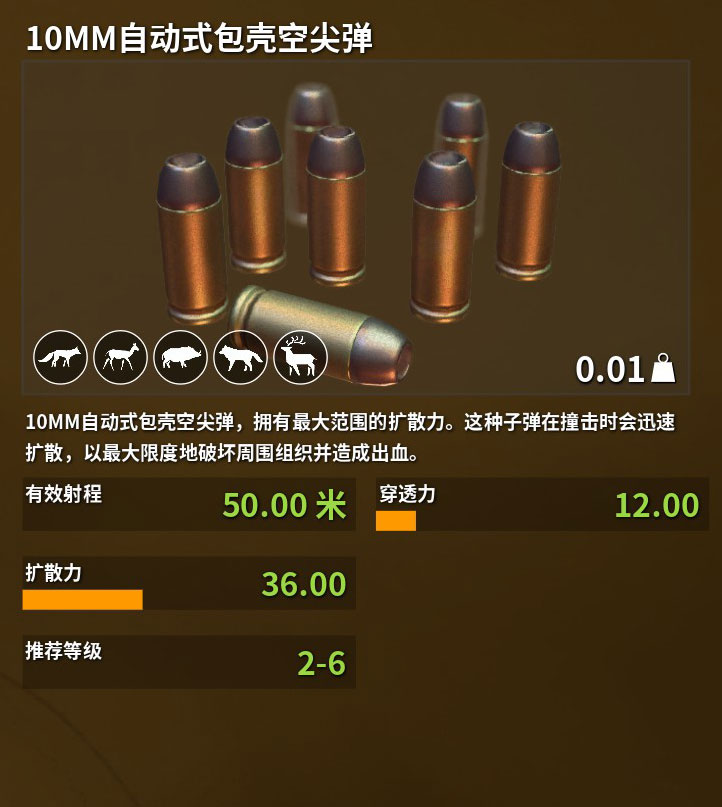 10MM自动式包壳空尖弹
0.01
10MM自动式包壳空尖弹，拥有最大范围的扩散力。这种子弹在撞击时会迅速
扩散，以最大限度地破坏周围组织并造成出血。
有效射程 50.00 米
穿透力 12.00
扩散力 36.00
推荐等级 2-6